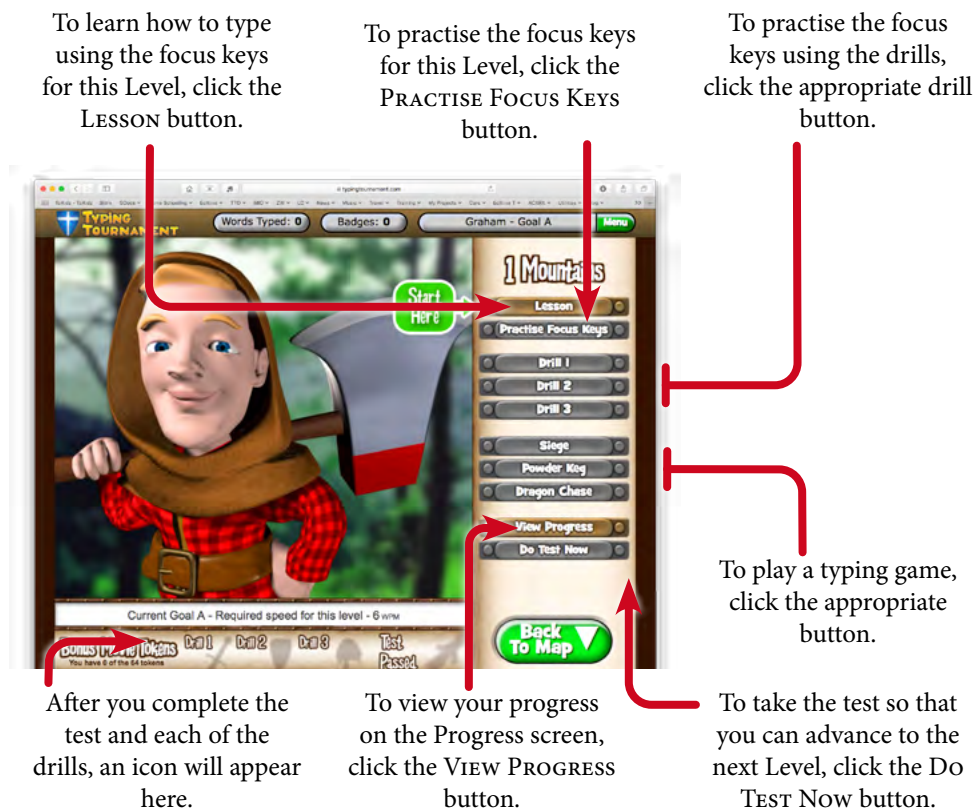 To learn how to type
using the focus keys
for this Level, click the
LESSON button.
To practise the focus keys
for this Level, click the
PRACTISE FOCUS KEYS
button.
To practise the focus
keys using the drills,
click the appropriate drill
button.
typingtournament.com
TYPING
TOURNAMENT
Words Typed: 0
Badges: 0
Graham - Goal A
Menu
1 Mountains
Start
Here
Lesson
Practise Focus Keys
Drill 1
Drill 2
Drill 3
Siege
Powder Keg
Dragon Chase
View Progress
Do Test Now
Current Goal A - Required speed for this level - 6 WPM
Bonus Movie Tokens
You have 0 of the 64 tokens
Drill 1
Drill 2
Drill 3
Test
Passed
Back
To Map
To play a typing game,
click the appropriate
button.
After you complete the
test and each of the
drills, an icon will appear
here.
To view your progress
on the Progress screen,
click the VIEW PROGRESS
button.
To take the test so that
you can advance to the
next Level, click the DO
TEST NOW button.